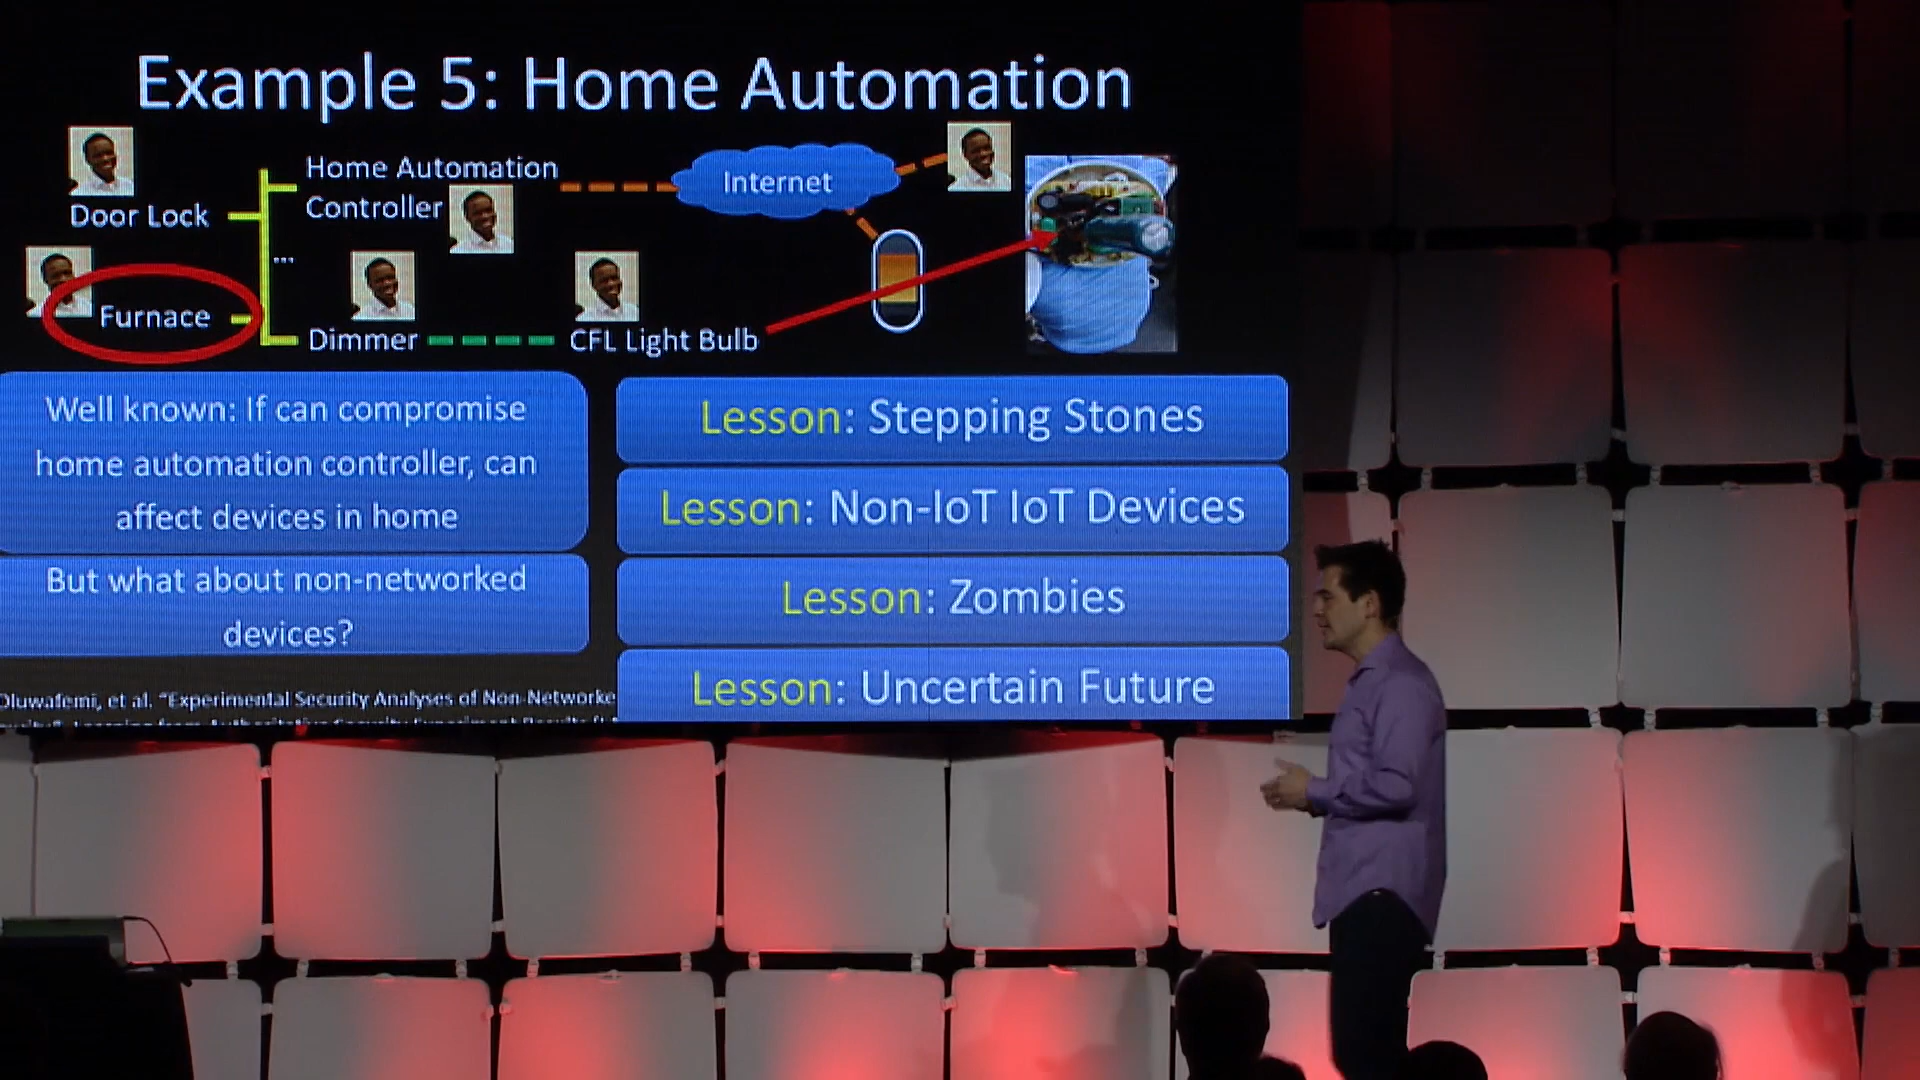 Example 5: Home Automation
Home Automation
Controller
Internet
Door Lock
...
Furnace
Dimmer
CFL Light Bulb
Well known: If can compromise
home automation controller, can
affect devices in home
But what about non-networked
devices?
Lesson: Stepping Stones
Lesson: Non-IoT IoT Devices
Lesson: Zombies
Lesson: Uncertain Future
Oluwafemi, et al. “Experimental Security Analyses of Non-Networke